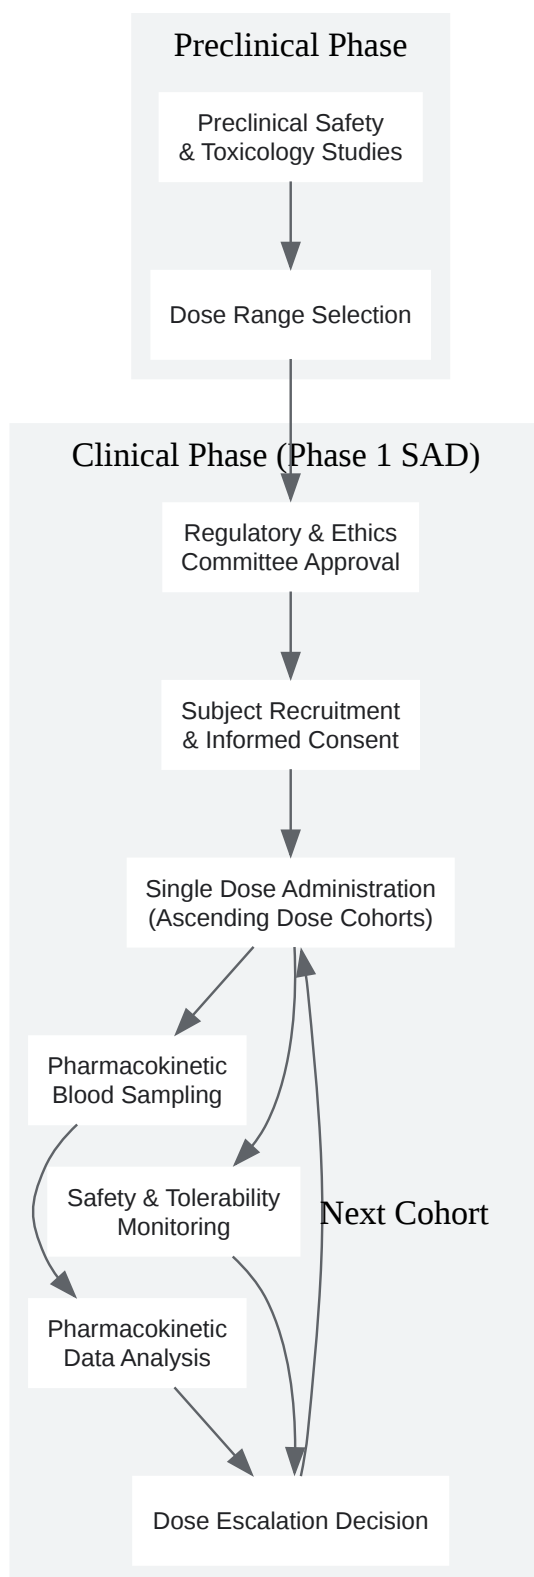 Preclinical Phase
Preclinical Safety
& Toxicology Studies
Dose Range Selection
Clinical Phase (Phase 1 SAD)
Regulatory & Ethics
Committee Approval
Subject Recruitment
& Informed Consent
Single Dose Administration
(Ascending Dose Cohorts)
Pharmacokinetic
Blood Sampling
Safety & Tolerability
Monitoring
Next Cohort
Pharmacokinetic
Data Analysis
Dose Escalation Decision